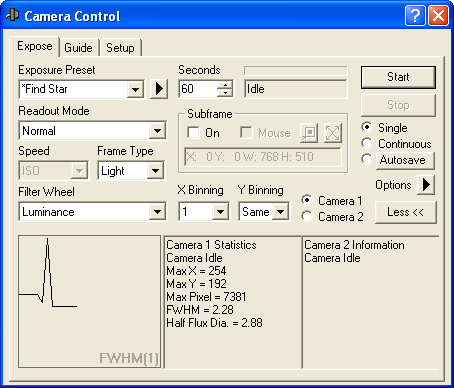 Camera Control
Expose Guide Setup
Exposure Preset Seconds
*Find Star 60 Idle Start
Readout Mode Subframe Stop
Normal On Mouse Single
Speed Frame Type X: 0 Y: 0 W: 768 H: 510 Continuous
ISO Light Autosave
Filter Wheel X Binning Y Binning Camera 1 Options
Luminance 1 Same Camera 2 Less <<
Camera 1 Statistics
Camera Idle
Max X = 254
Max Y = 192
Max Pixel = 7381
FWHM = 2.28
Half Flux Dia. = 2.88
FWHM(1)
Camera 2 Information
Camera Idle